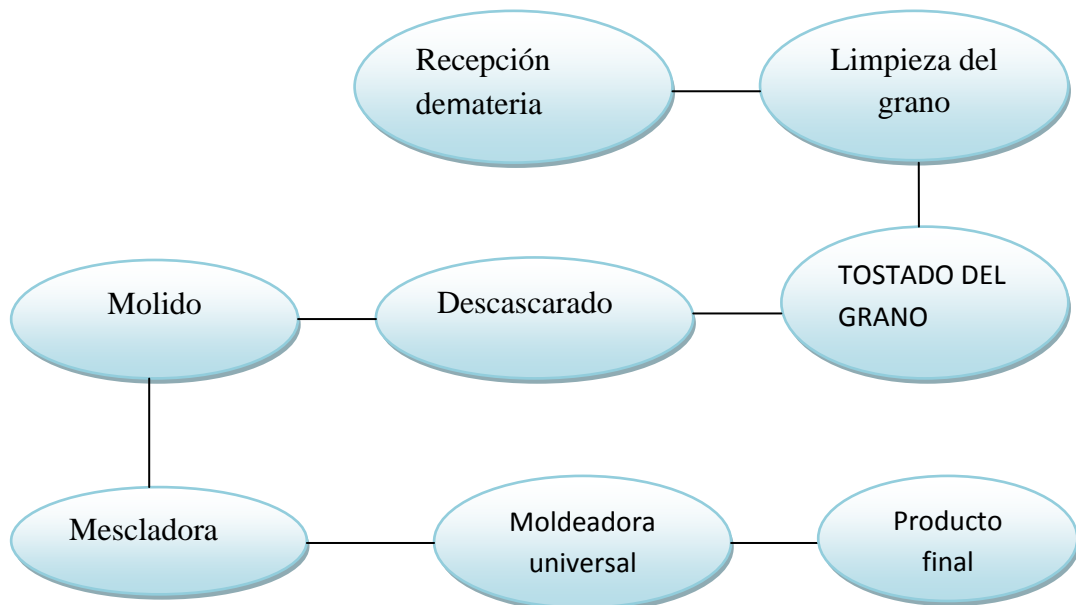 Recepción
demateria
Limpieza del
grano
TOSTADO DEL
GRANO
Descascarado
Molido
Mescladora
Moldeadora
universal
Producto
final